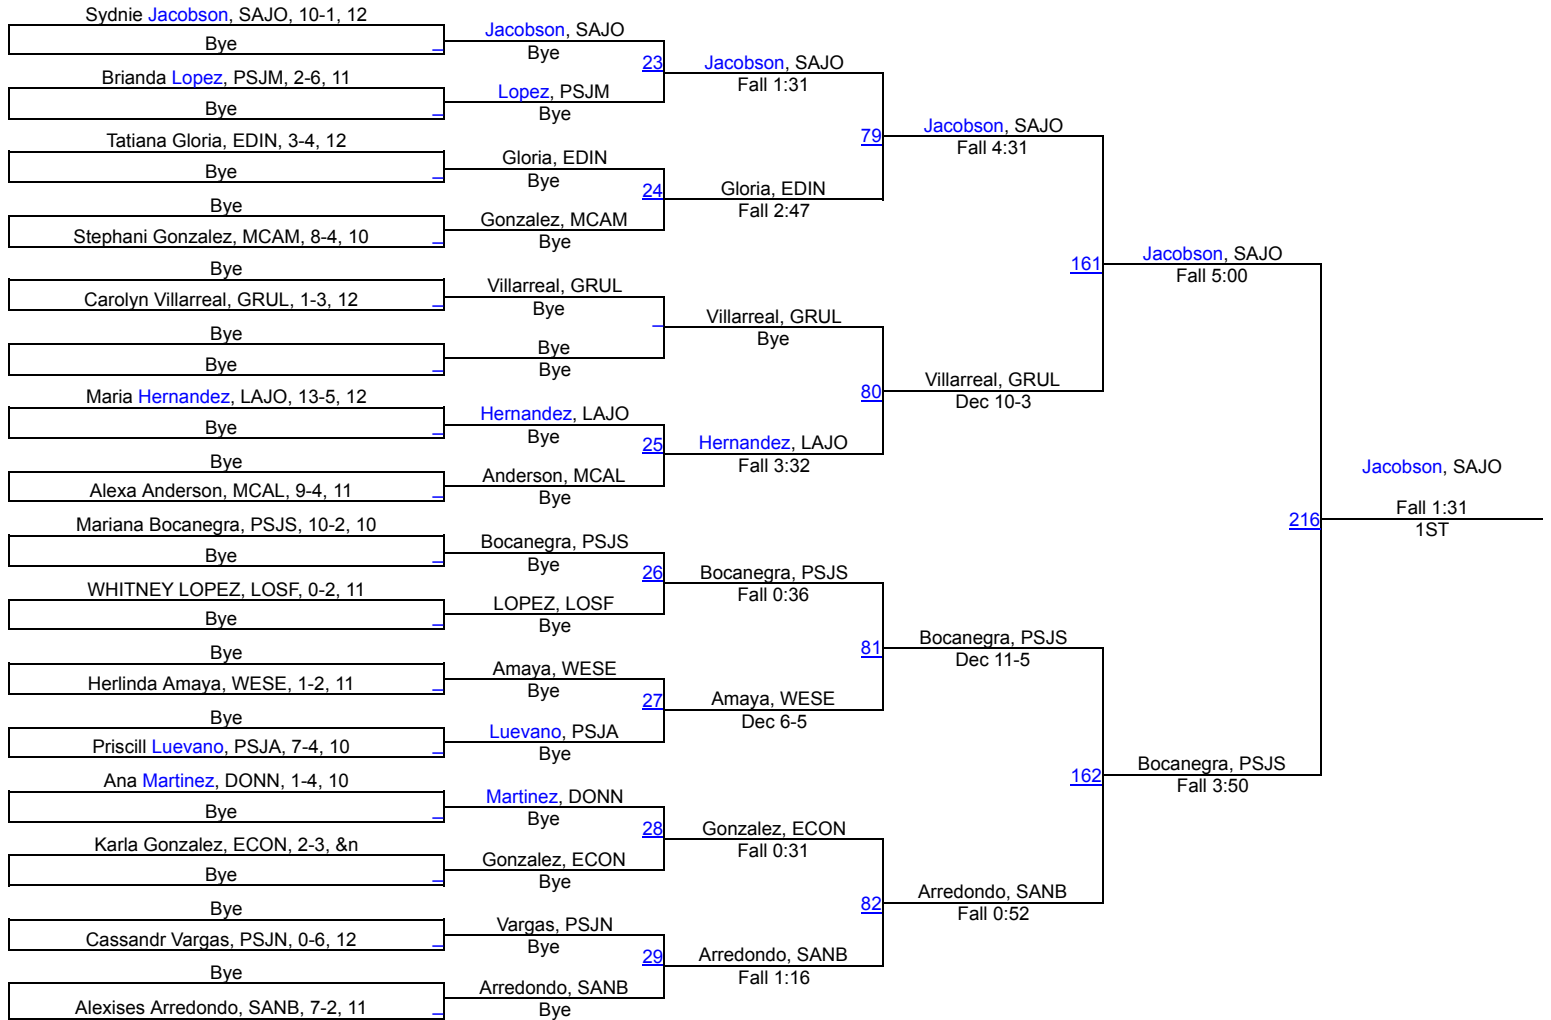 Sydnie Jacobson, SAJO, 10-1, 12
Bye
Brianda Lopez, PSJM, 2-6, 11
Bye
Tatiana Gloria, EDIN, 3-4, 12
Bye
Bye
Stephani Gonzalez, MCAM, 8-4, 10
Bye
Carolyn Villarreal, GRUL, 1-3, 12
Bye
Bye
Maria Hernandez, LAJO, 13-5, 12
Bye
Bye
Alexa Anderson, MCAL, 9-4, 11
Mariana Bocanegra, PSJS, 10-2, 10
Bye
WHITNEY LOPEZ, LOSF, 0-2, 11
Bye
Bye
Herlinda Amaya, WESE, 1-2, 11
Bye
Priscill Luevano, PSJA, 7-4, 10
Ana Martinez, DONN, 1-4, 10
Bye
Karla Gonzalez, ECON, 2-3, &n
Bye
Bye
Cassandr Vargas, PSJN, 0-6, 12
Bye
Alexises Arredondo, SANB, 7-2, 11
Jacobson, SAJO
Bye
23
Lopez, PSJM
Bye
Gloria, EDIN
Bye
24
Gonzalez, MCAM
Bye
Villarreal, GRUL
Bye
Bye
Bye
Hernandez, LAJO
Bye
25
Anderson, MCAL
Bye
Bocanegra, PSJS
Bye
26
LOPEZ, LOSF
Bye
Amaya, WESE
Bye
27
Luevano, PSJA
Bye
Martinez, DONN
Bye
28
Gonzalez, ECON
Bye
Vargas, PSJN
Bye
29
Arredondo, SANB
Bye
Jacobson, SAJO
Fall 1:31
79
Gloria, EDIN
Fall 2:47
Villarreal, GRUL
Bye
80
Hernandez, LAJO
Fall 3:32
Bocanegra, PSJS
Fall 0:36
81
Amaya, WESE
Dec 6-5
Gonzalez, ECON
Fall 0:31
82
Arredondo, SANB
Fall 1:16
Jacobson, SAJO
Fall 4:31
161
Villarreal, GRUL
Dec 10-3
Bocanegra, PSJS
Dec 11-5
162
Arredondo, SANB
Fall 0:52
Jacobson, SAJO
Fall 5:00
216
Bocanegra, PSJS
Fall 3:50
Jacobson, SAJO
Fall 1:31
1ST